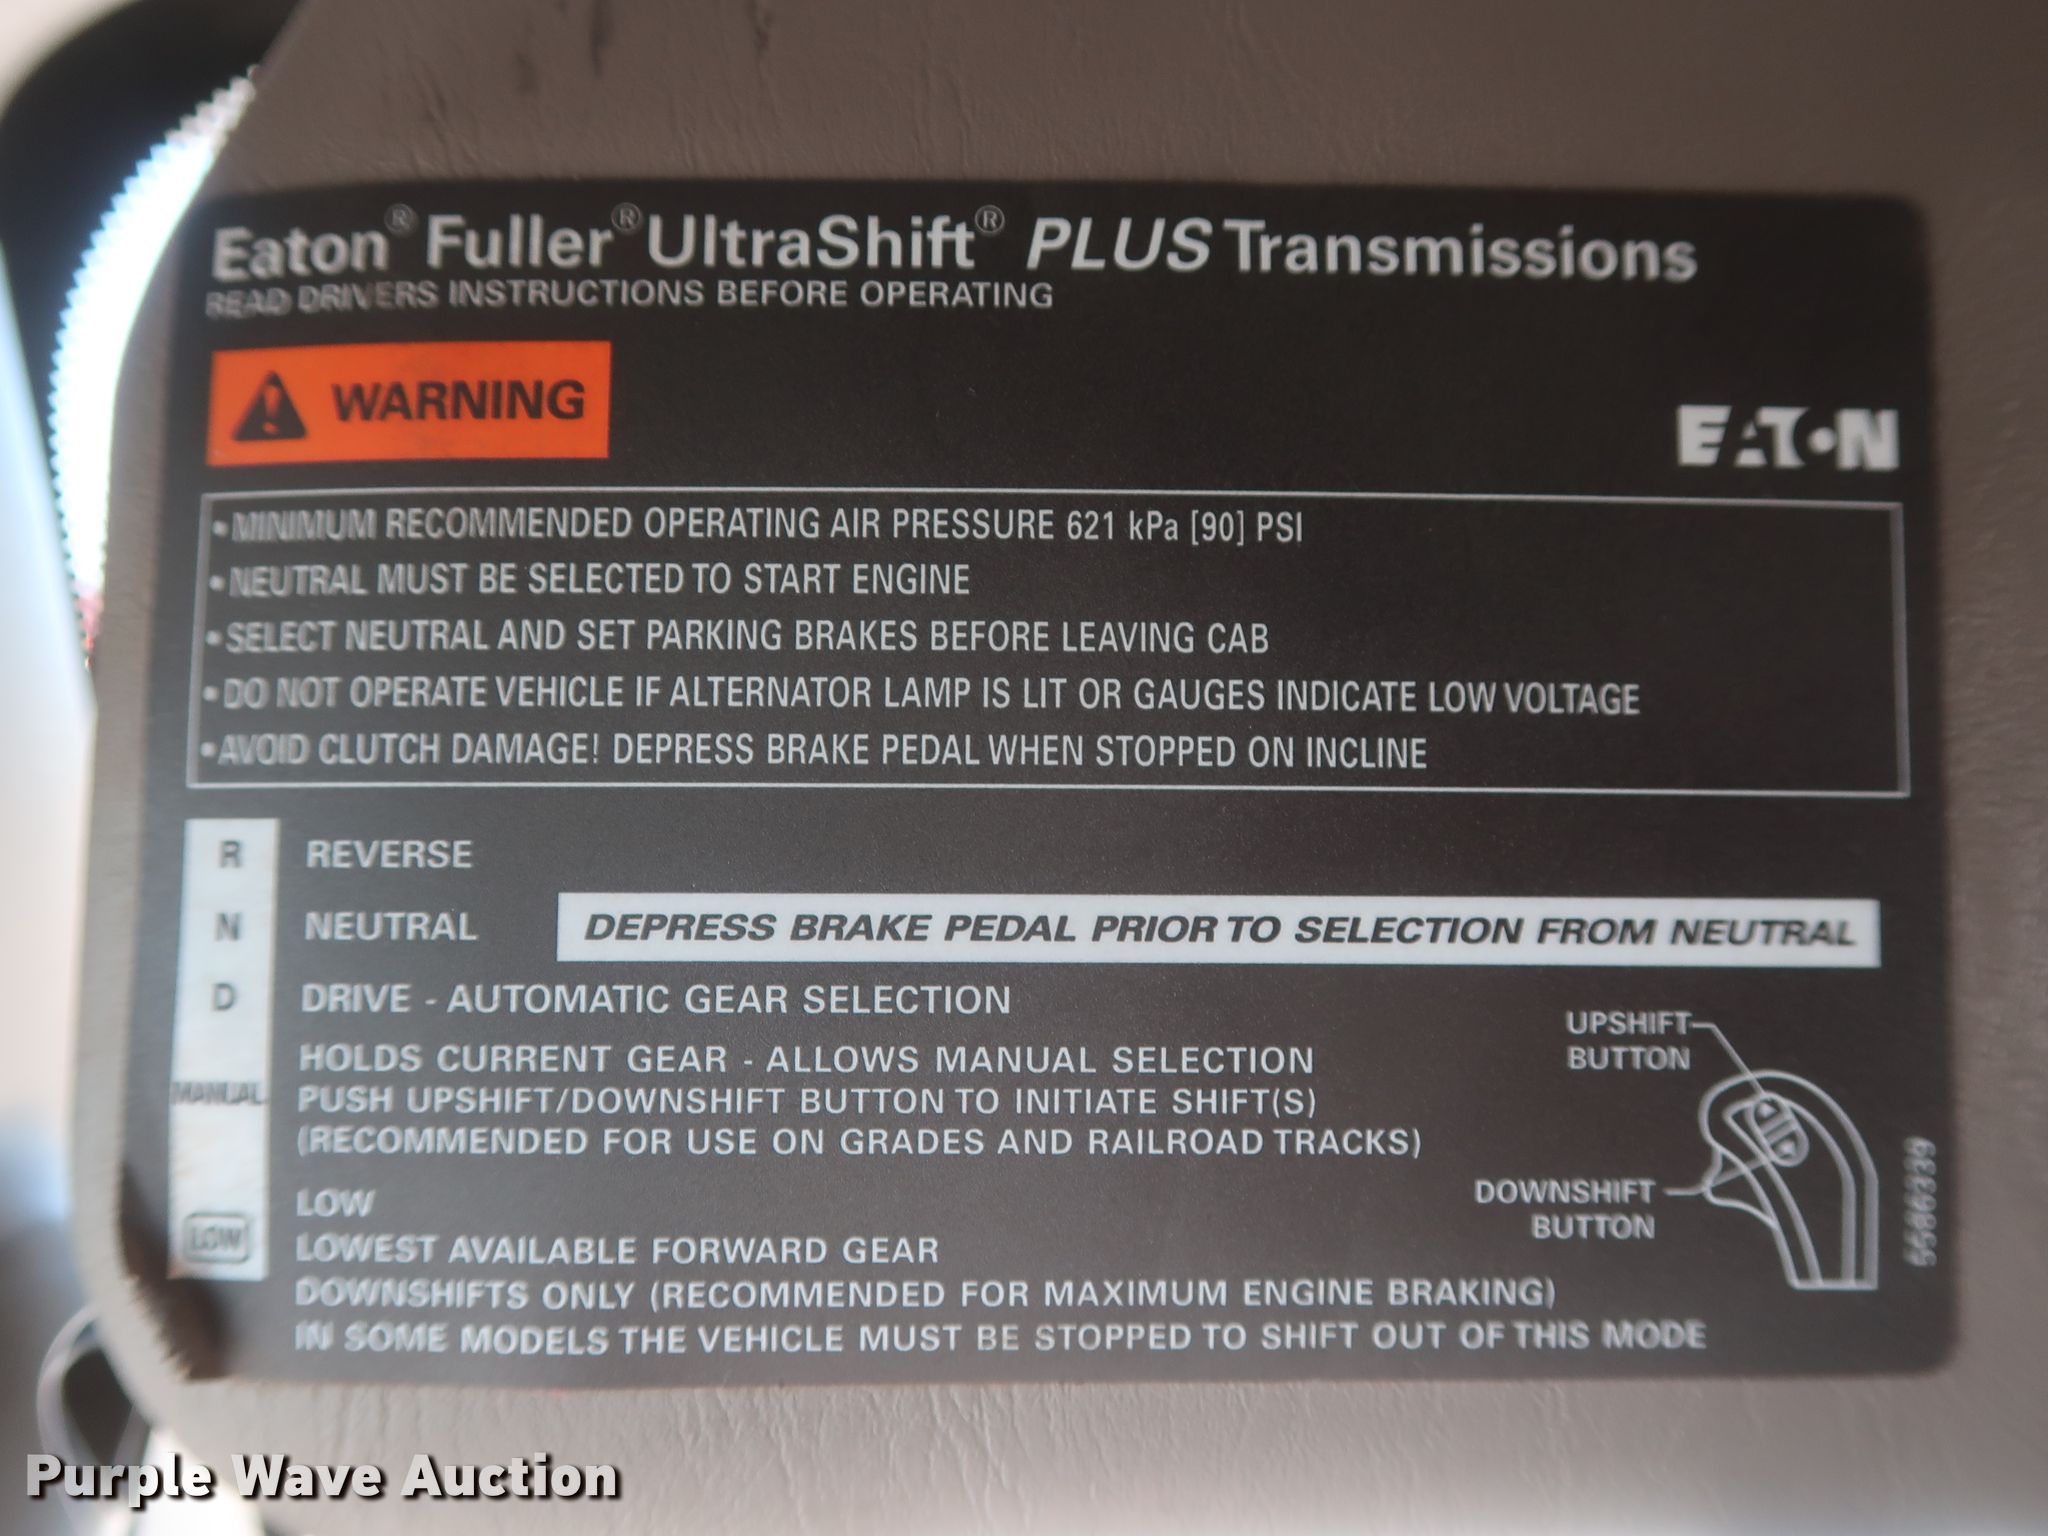 Eaton® Fuller® UltraShift® PLUS Transmissions
READ DRIVERS INSTRUCTIONS BEFORE OPERATING
WARNING
EATON
• MINIMUM RECOMMENDED OPERATING AIR PRESSURE 621 kPa [90] PSI
• NEUTRAL MUST BE SELECTED TO START ENGINE
• SELECT NEUTRAL AND SET PARKING BRAKES BEFORE LEAVING CAB
• DO NOT OPERATE VEHICLE IF ALTERNATOR LAMP IS LIT OR GAUGES INDICATE LOW VOLTAGE
• AVOID CLUTCH DAMAGE! DEPRESS BRAKE PEDAL WHEN STOPPED ON INCLINE
R REVERSE
N NEUTRAL DEPRESS BRAKE PEDAL PRIOR TO SELECTION FROM NEUTRAL
D DRIVE - AUTOMATIC GEAR SELECTION
HOLDS CURRENT GEAR - ALLOWS MANUAL SELECTION
MANUAL PUSH UPSHIFT/DOWNSHIFT BUTTON TO INITIATE SHIFT(S)
(RECOMMENDED FOR USE ON GRADES AND RAILROAD TRACKS)
UPSHIFT
BUTTON
DOWNSHIFT
BUTTON
5586339
LOW
LOW LOWEST AVAILABLE FORWARD GEAR
DOWNSHIFTS ONLY (RECOMMENDED FOR MAXIMUM ENGINE BRAKING)
IN SOME MODELS THE VEHICLE MUST BE STOPPED TO SHIFT OUT OF THIS MODE
Purple Wave Auction